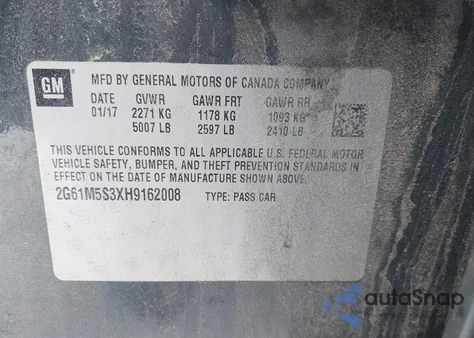 GM
MFD BY GENERAL MOTORS OF CANADA COMPANY
DATE GVWR GAWR FRT GAWR RR
01/17 2271 KG 1178 KG 1093 KG
5007 LB 2597 LB 2410 LB
THIS VEHICLE CONFORMS TO ALL APPLICABLE U.S. FEDERAL MOTOR
VEHICLE SAFETY, BUMPER, AND THEFT PREVENTION STANDARDS IN
EFFECT ON THE DATE OF MANUFACTURE SHOWN ABOVE.
2G61M5S3XH9162008 TYPE: PASS CAR
autoSnap